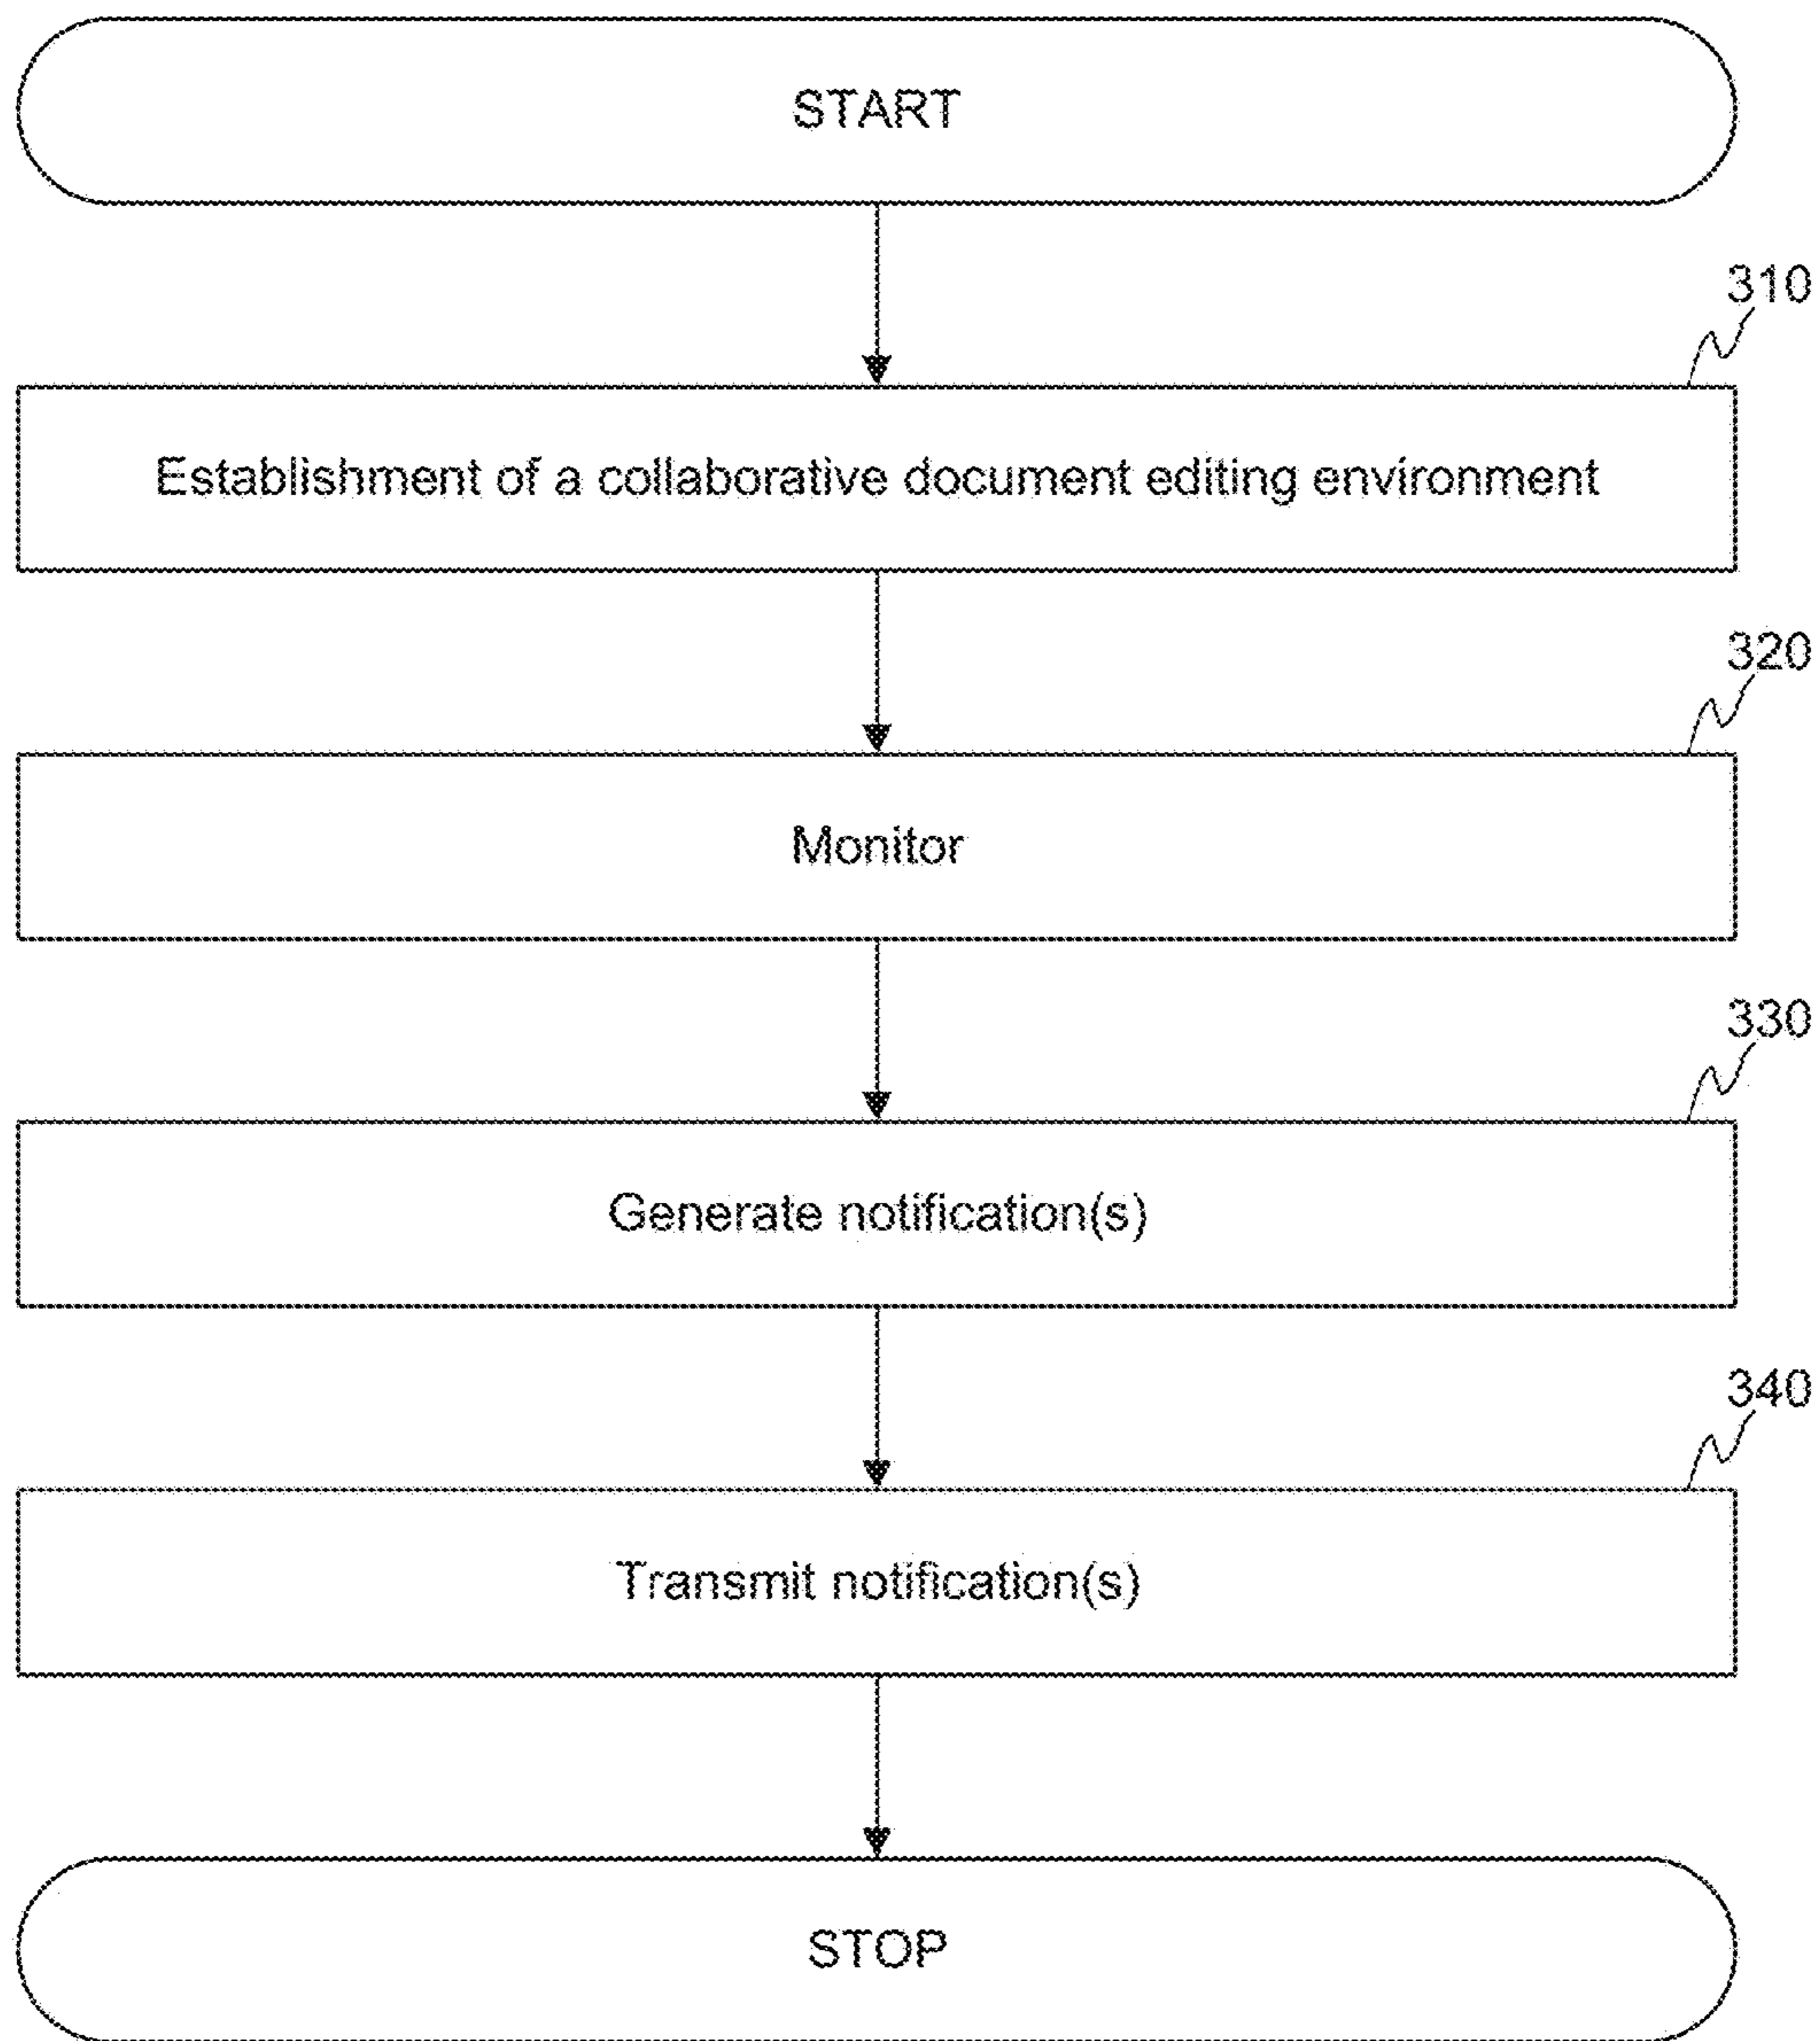 START
310
Establishment of a collaborative document editing environment
320
Monitor
330
Generate notification(s)
340
Transmit notification(s)
STOP